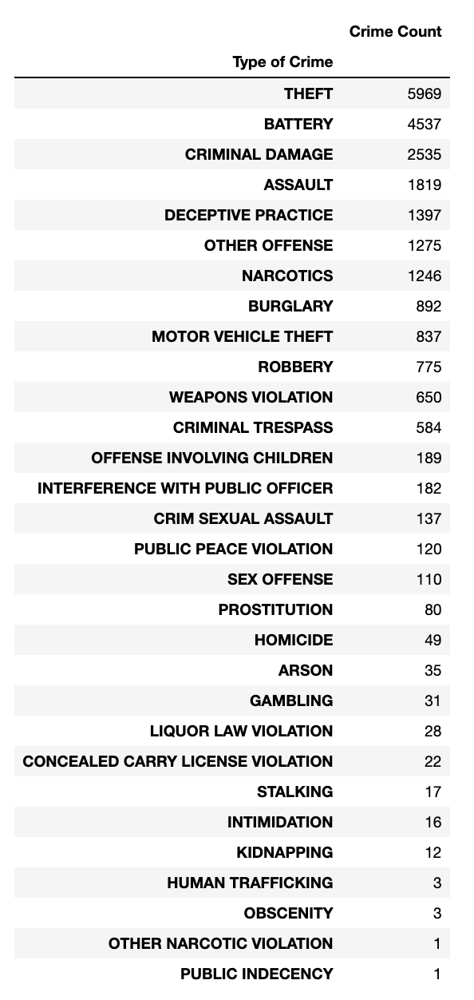 Crime Count
Type of Crime
THEFT 5969
BATTERY 4537
CRIMINAL DAMAGE 2535
ASSAULT 1819
DECEPTIVE PRACTICE 1397
OTHER OFFENSE 1275
NARCOTICS 1246
BURGLARY 892
MOTOR VEHICLE THEFT 837
ROBBERY 775
WEAPONS VIOLATION 650
CRIMINAL TRESPASS 584
OFFENSE INVOLVING CHILDREN 189
INTERFERENCE WITH PUBLIC OFFICER 182
CRIM SEXUAL ASSAULT 137
PUBLIC PEACE VIOLATION 120
SEX OFFENSE 110
PROSTITUTION 80
HOMICIDE 49
ARSON 35
GAMBLING 31
LIQUOR LAW VIOLATION 28
CONCEALED CARRY LICENSE VIOLATION 22
STALKING 17
INTIMIDATION 16
KIDNAPPING 12
HUMAN TRAFFICKING 3
OBSCENITY 3
OTHER NARCOTIC VIOLATION 1
PUBLIC INDECENCY 1